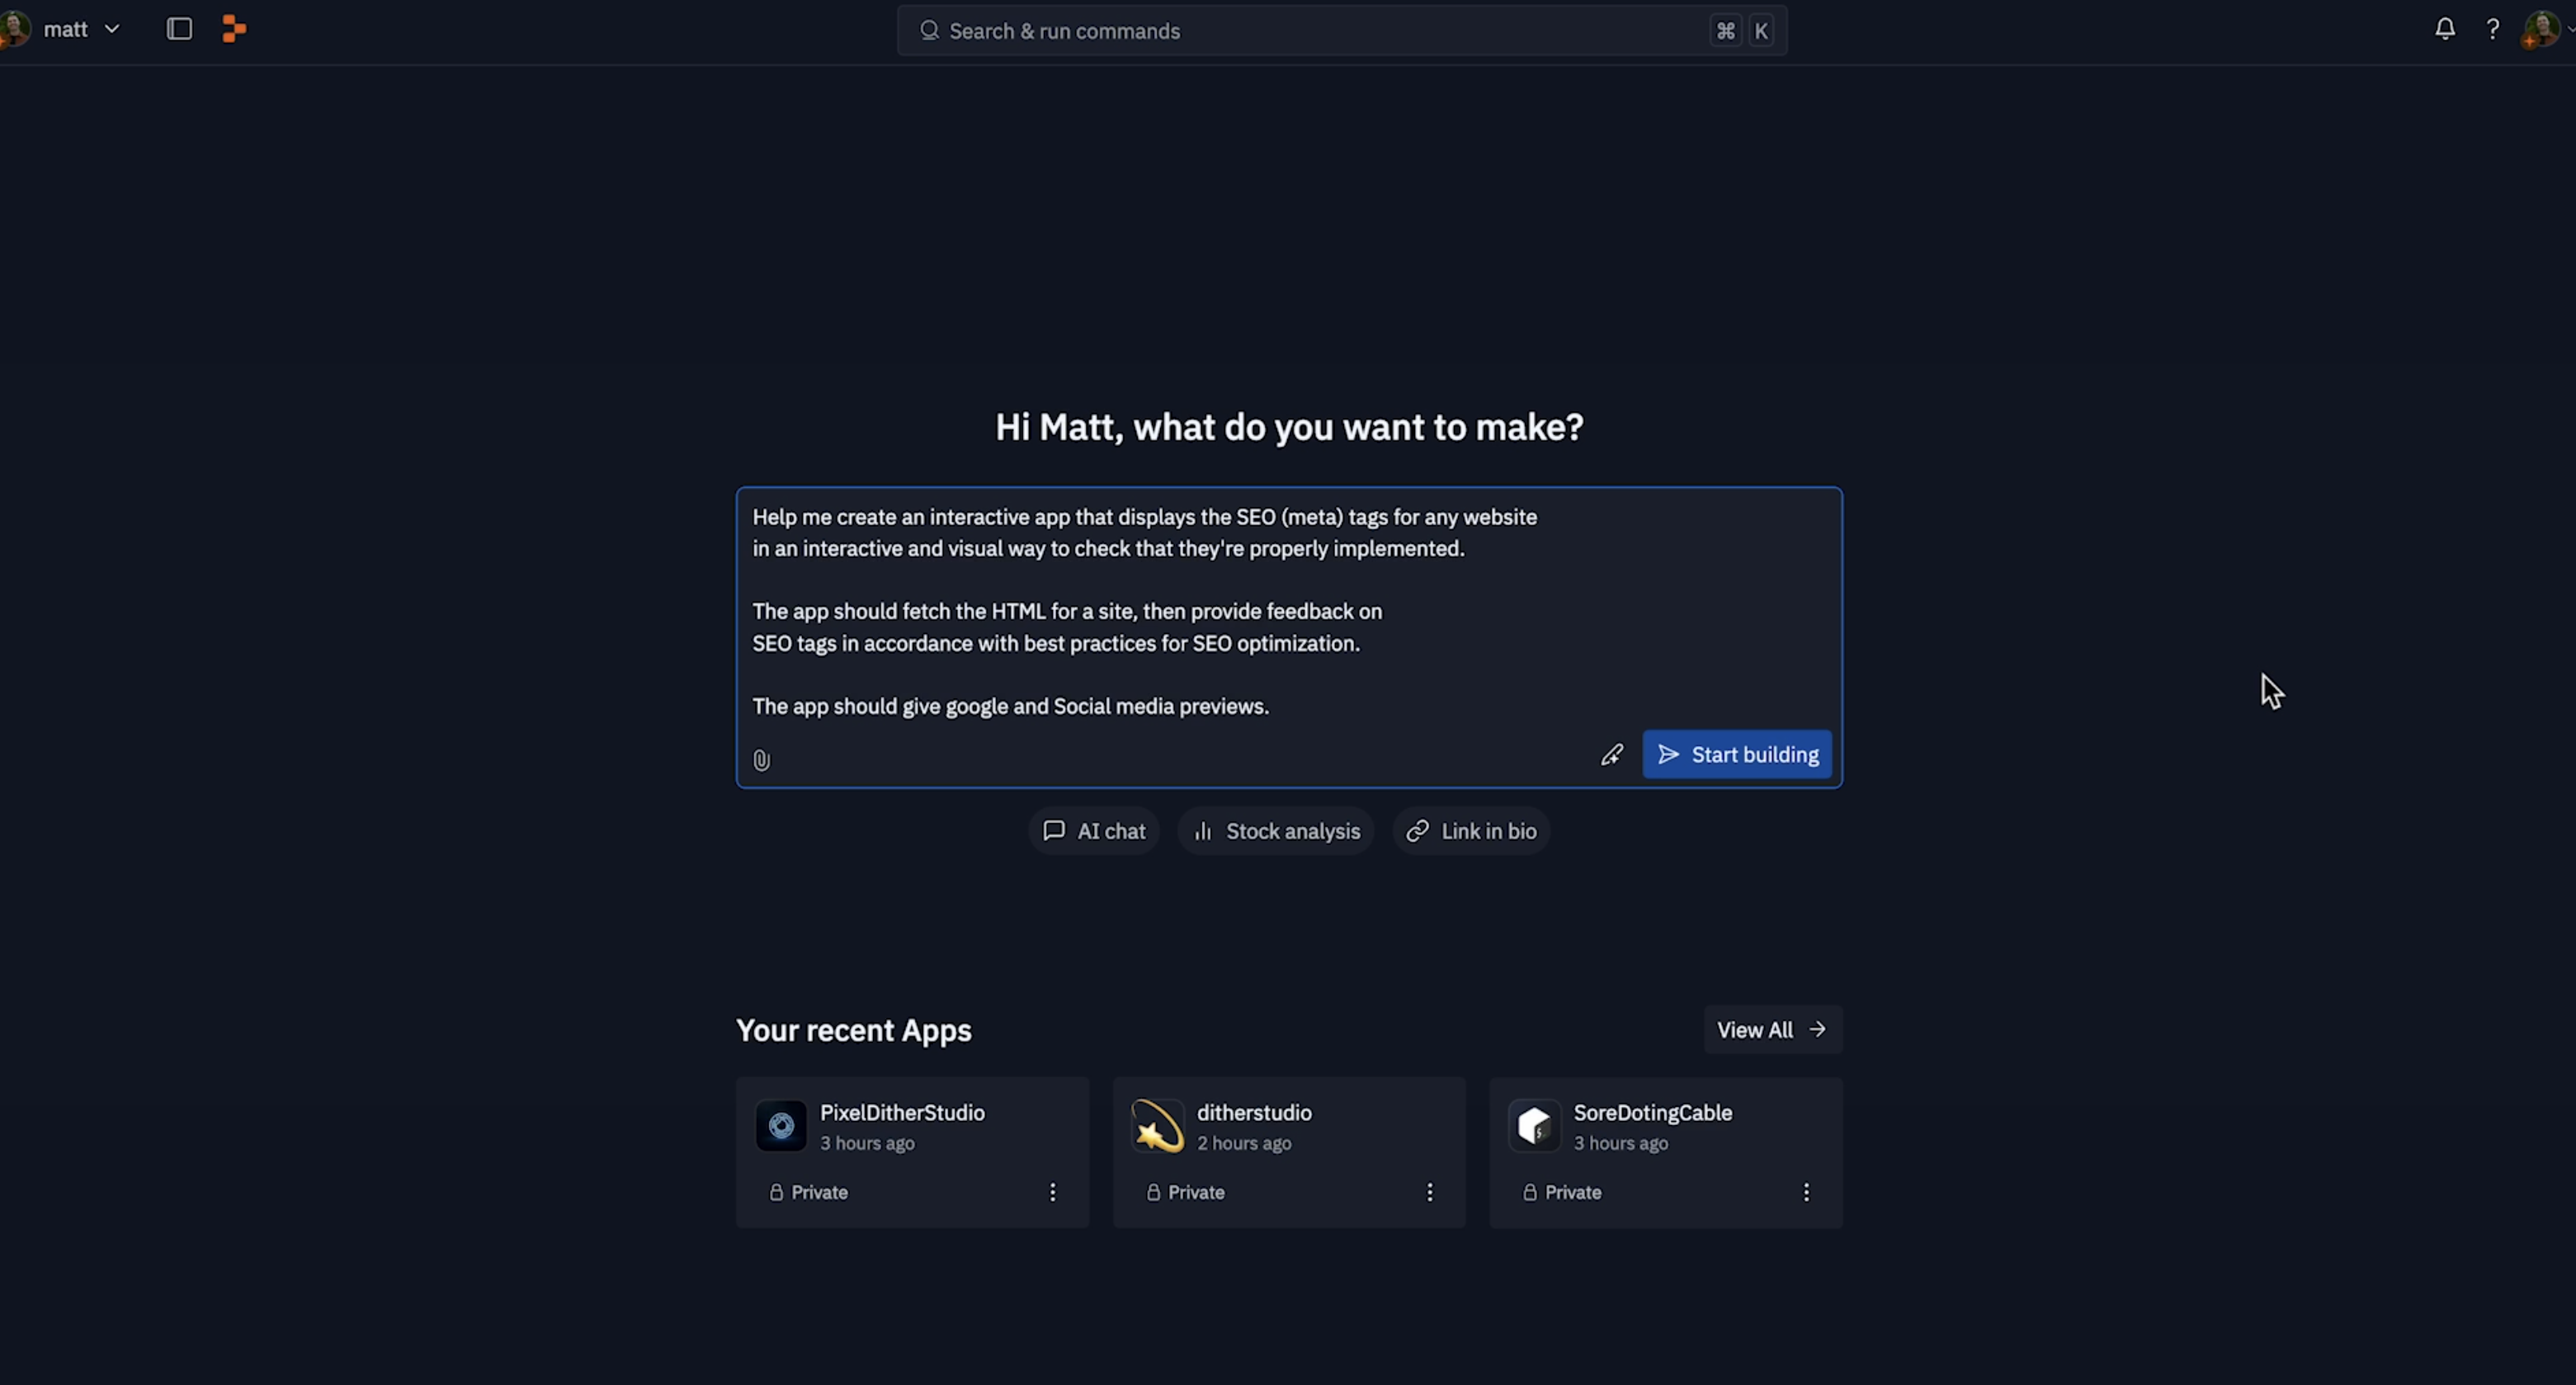 matt
Search & run commands
⌘ K
Hi Matt, what do you want to make?
Help me create an interactive app that displays the SEO (meta) tags for any website
in an interactive and visual way to check that they're properly implemented.
The app should fetch the HTML for a site, then provide feedback on
SEO tags in accordance with best practices for SEO optimization.
The app should give google and Social media previews.
Start building
AI chat
Stock analysis
Link in bio
Your recent Apps
View All →
PixelDitherStudio
3 hours ago
Private
ditherstudio
2 hours ago
Private
SoreDotingCable
3 hours ago
Private